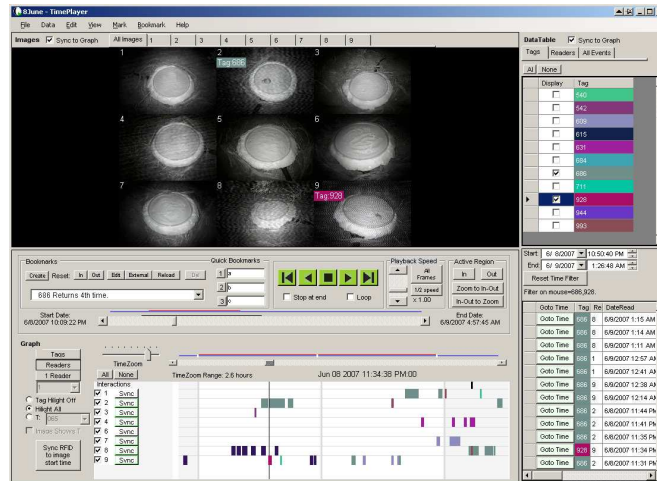 8June - TimePlayer
File Data Edit View Mark Bookmark Help
Images Sync to Graph All Images 1 2 3 4 5 6 7 8 9
1 2 3
Tag:686
4 5 6
7 8 9
Tag:928
DataTable Sync to Graph
Tags Readers All Events
All None
Display Tag
540
542
609
615
631
684
686
711
928
944
993
Bookmarks
Create Reset: In Out Edit External Reload Del
686 Returns 4th time.
Quick Bookmarks
1 a
2 b
3 c
Stop at end Loop
Playback Speed
All Frames
1/2 speed
x 1.00
Active Region
In Out
Zoom to In-Out
In-Out to Zoom
Start Date:
6/8/2007 10:09:22 PM
End Date:
6/9/2007 4:57:45 AM
Start: 6/ 8/2007 10:50:40 PM
End: 6/ 9/2007 1:26:48 AM
Reset Time Filter
Filter on mouse=686,928.
Goto Time Tag Re DateRead
Goto Time 686 8 6/9/2007 1:15 AM
Goto Time 686 8 6/9/2007 1:14 AM
Goto Time 686 8 6/9/2007 1:11 AM
Goto Time 686 1 6/9/2007 12:57 AM
Goto Time 686 1 6/9/2007 12:41 AM
Goto Time 686 9 6/9/2007 12:38 AM
Goto Time 686 9 6/9/2007 12:14 AM
Goto Time 686 2 6/8/2007 11:44 PM
Goto Time 686 2 6/8/2007 11:41 PM
Goto Time 686 2 6/8/2007 11:35 PM
Goto Time 928 9 6/8/2007 11:34 PM
Goto Time 686 2 6/8/2007 11:31 PM
Graph
Tags
Readers
1 Reader
1
Tag Hilight Off
Hilight All
T: 065
Image Shows T
Sync RFID to image start time
TimeZoom
All None
TimeZoom Range: 2.6 hours
Jun 08 2007 11:34:38 PM:00
Interactions
1 Sync
2 Sync
3 Sync
4 Sync
6 Sync
7 Sync
8 Sync
9 Sync